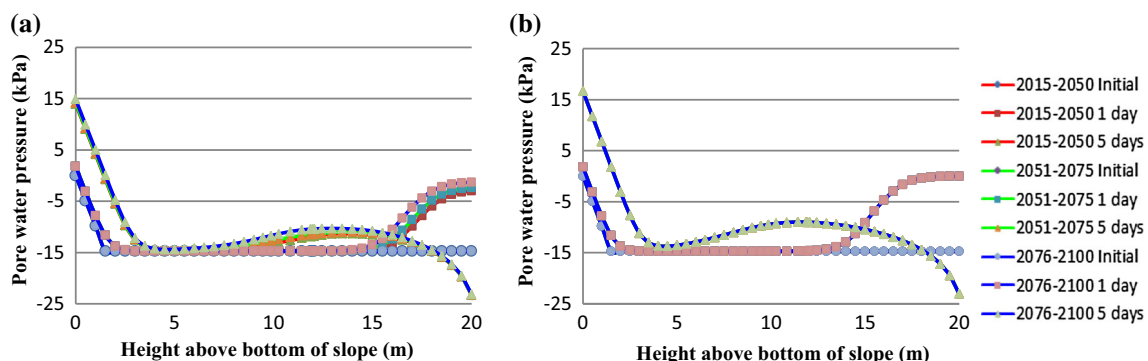 (a)
Pore water pressure (kPa)
25
15
5
-5
-15
-25
0
5
10
15
20
Height above bottom of slope (m)
(b)
Pore water pressure (kPa)
25
15
5
-5
-15
-25
0
5
10
15
20
Height above bottom of slope (m)
2015-2050 Initial
2015-2050 1 day
2015-2050 5 days
2051-2075 Initial
2051-2075 1 day
2051-2075 5 days
2076-2100 Initial
2076-2100 1 day
2076-2100 5 days